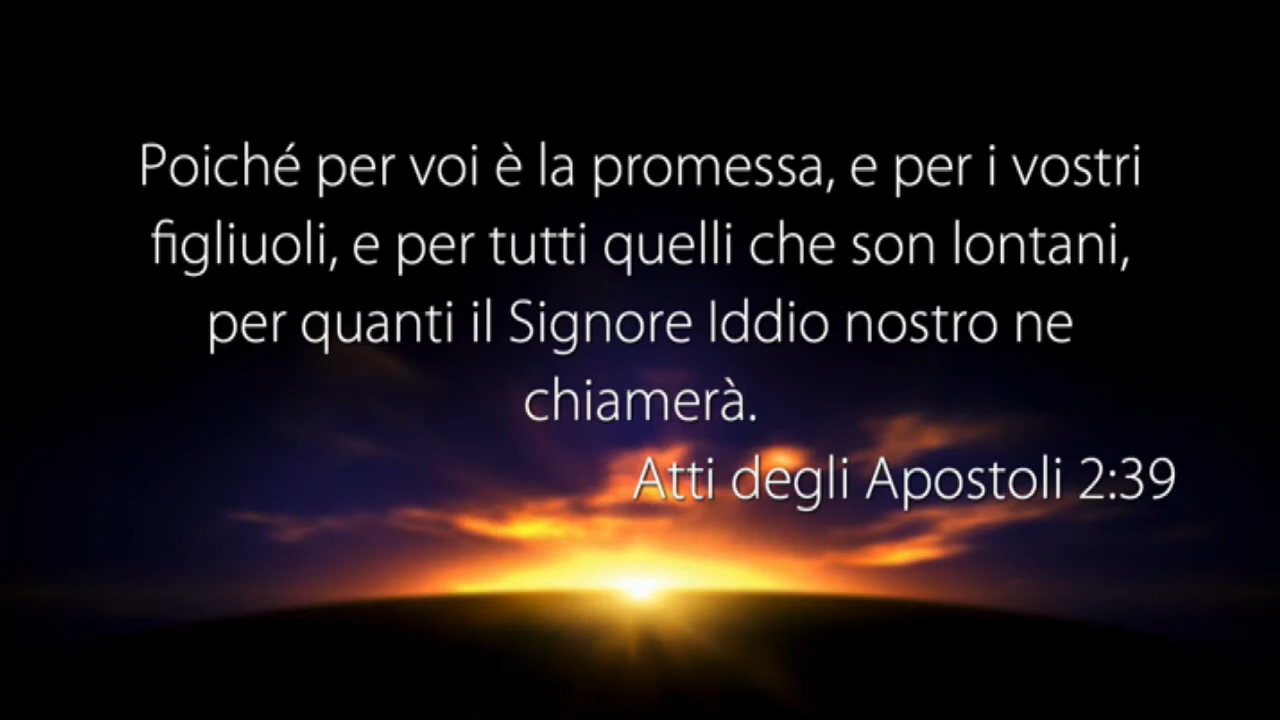 Poiché per voi è la promessa, e per i vostri
figliuoli, e per tutti quelli che son lontani,
per quanti il Signore Iddio nostro ne
chiamerà.
Atti degli Apostoli 2:39